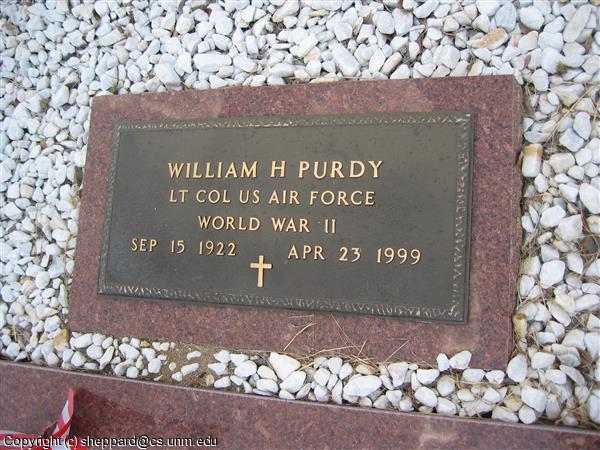 WILLIAM H PURDY
LT COL US AIR FORCE
WORLD WAR II
SEP 15 1922 APR 23 1999
Copyright (c) sheppard@cs.unm.edu